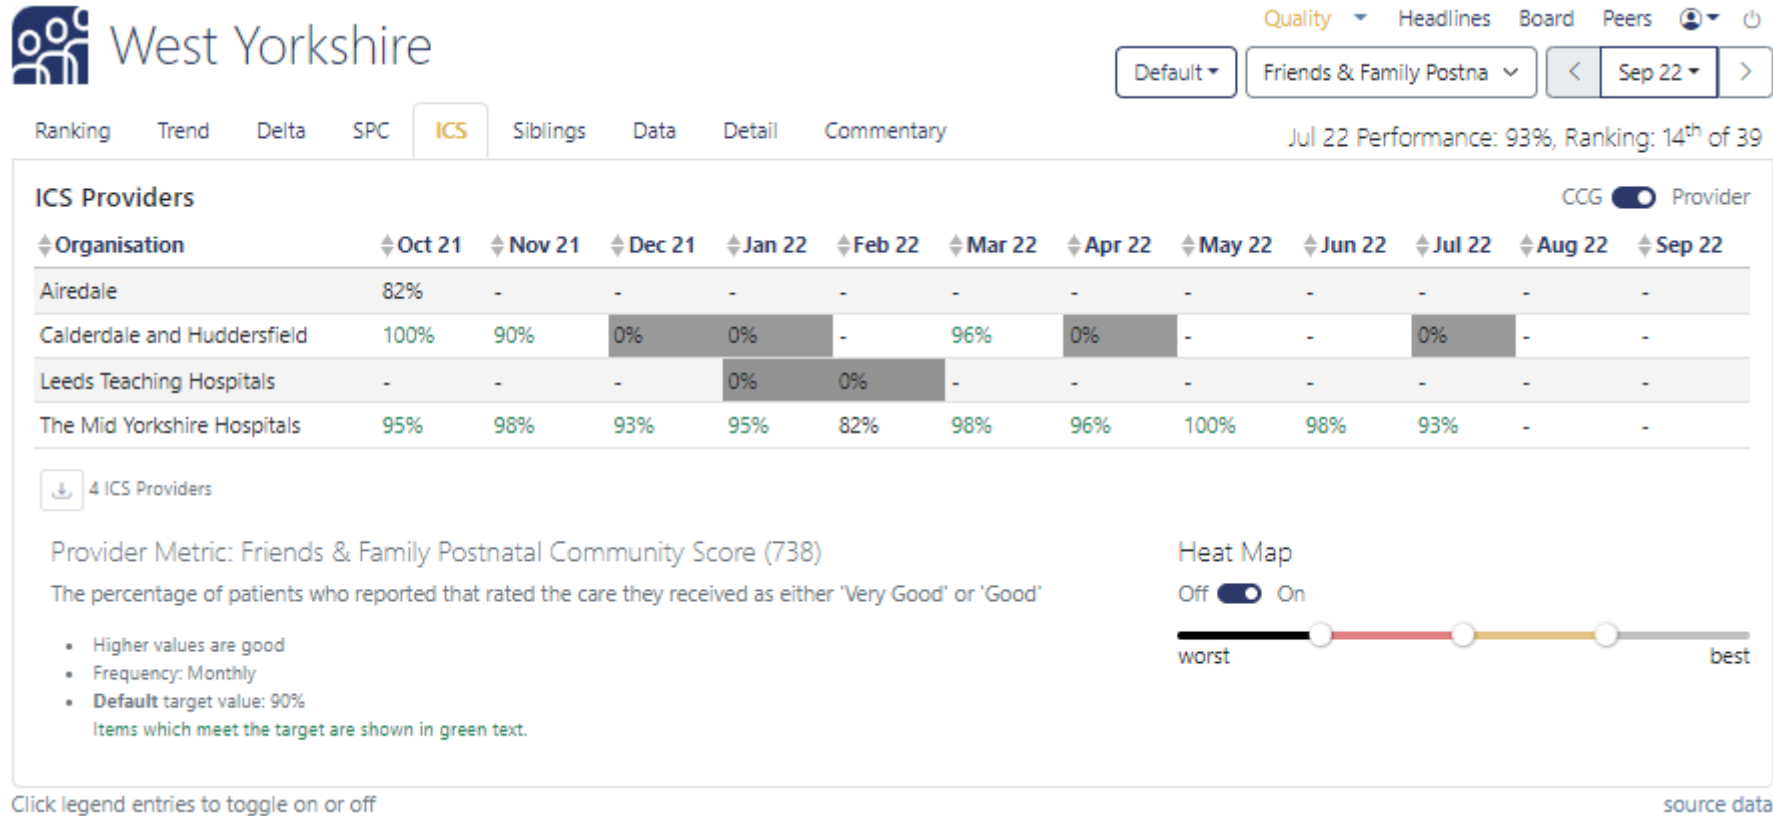 West Yorkshire
Quality Headlines Board Peers
Default Friends & Family Postna < Sep 22 >
Ranking Trend Delta SPC ICS Siblings Data Detail Commentary
Jul 22 Performance: 93%, Ranking: 14th of 39
ICS Providers CCG Provider
Organisation Oct 21 Nov 21 Dec 21 Jan 22 Feb 22 Mar 22 Apr 22 May 22 Jun 22 Jul 22 Aug 22 Sep 22
Airedale 82% - - - - - - - - - - -
Calderdale and Huddersfield 100% 90% 0% 0% - 96% 0% - - 0% - -
Leeds Teaching Hospitals - - - 0% 0% - - - - - - -
The Mid Yorkshire Hospitals 95% 98% 93% 95% 82% 98% 96% 100% 98% 93% - -
4 ICS Providers
Provider Metric: Friends & Family Postnatal Community Score (738)
The percentage of patients who reported that rated the care they received as either 'Very Good' or 'Good'
• Higher values are good
• Frequency: Monthly
• Default target value: 90%
Items which meet the target are shown in green text.
Heat Map
Off On
worst best
Click legend entries to toggle on or off
source data